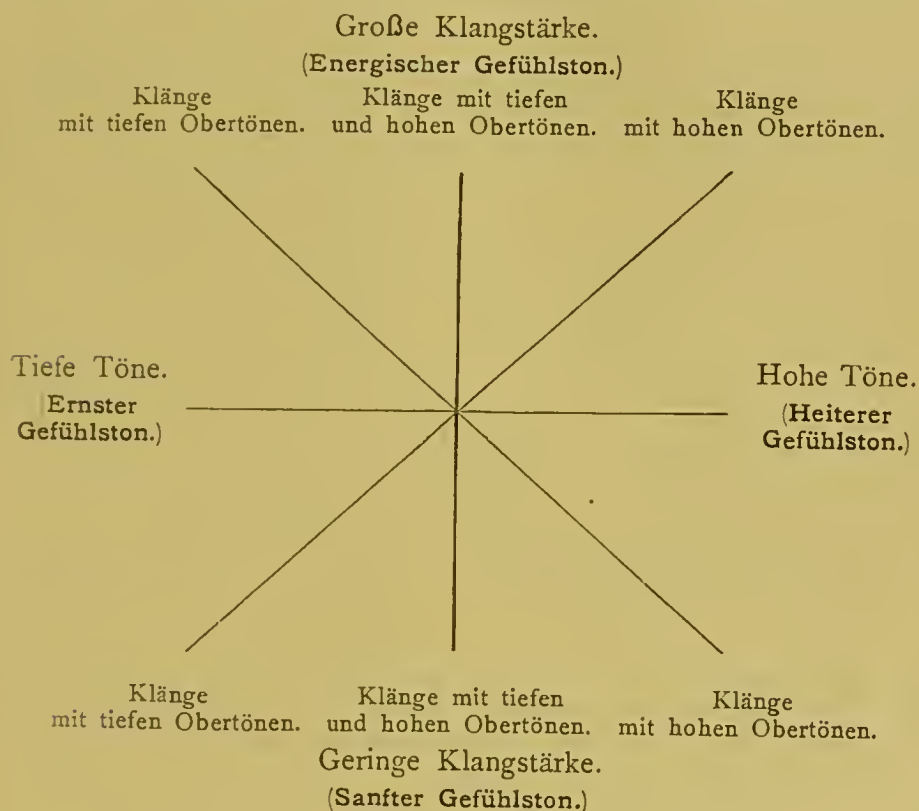 Große Klangstärke.
(Energischer Gefühlston.)
Klänge
mit tiefen Obertönen.
Klänge mit tiefen
und hohen Obertönen.
Klänge
mit hohen Obertönen.
Tiefe Töne.
(Ernster
Gefühlston.)
Hohe Töne.
(Heiterer
Gefühlston.)
Klänge
mit tiefen Obertönen.
Klänge mit tiefen
und hohen Obertönen.
Klänge
mit hohen Obertönen.
Geringe Klangstärke.
(Sanfter Gefühlston.)